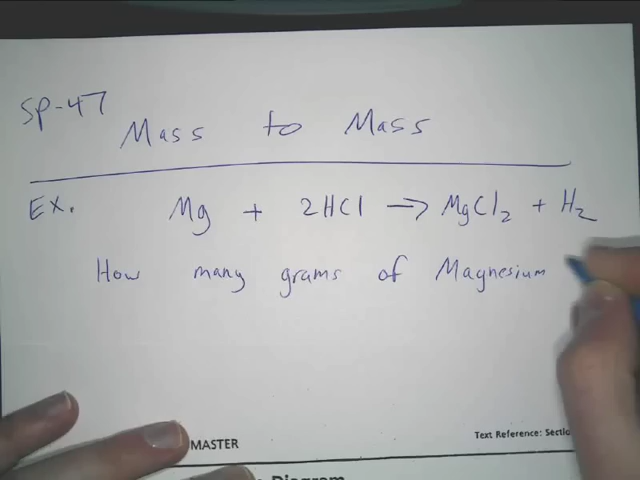 SP-47
Mass to Mass
Ex. Mg + 2HCl → MgCl₂ + H₂
How many grams of Magnesium
MASTER
Text Reference:
Diagram